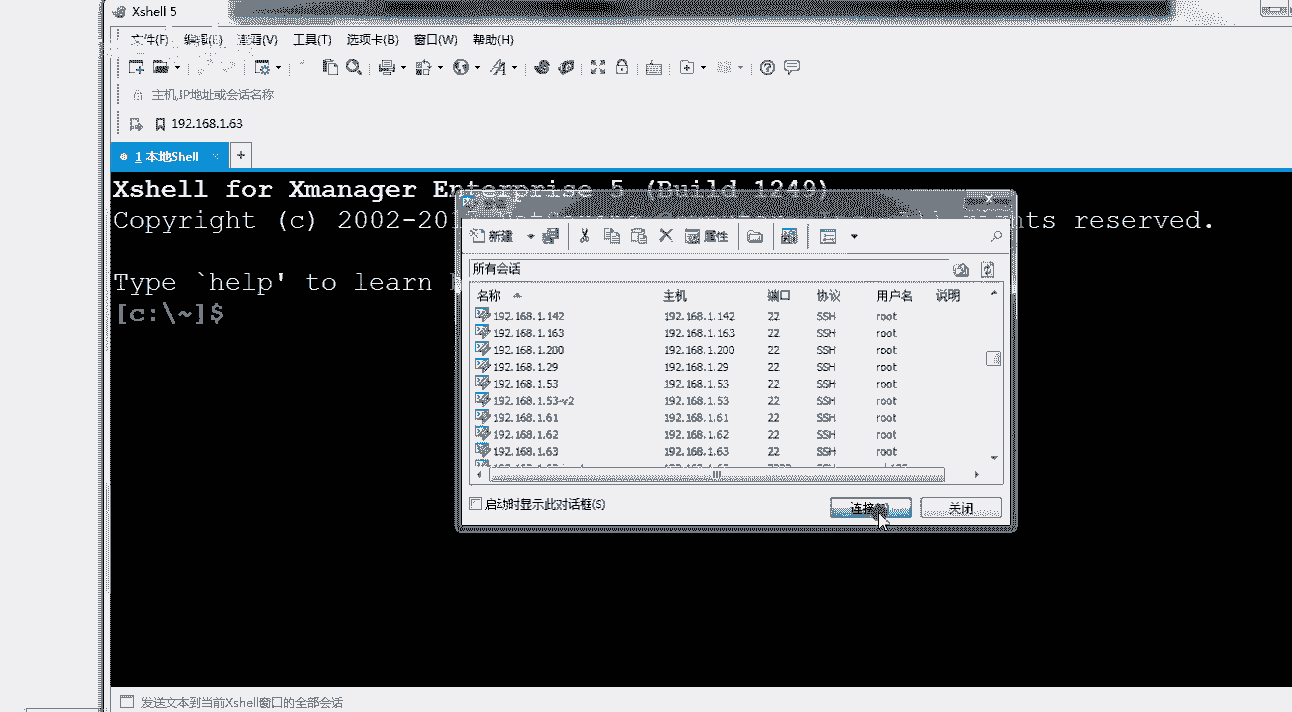 Xshell 5
文件(F) 编辑(E) 查看(V) 工具(T) 选项卡(B) 窗口(W) 帮助(H)
主机,IP地址或会话名称
192.168.1.63
1 本地Shell
+
Xshell for Xmanager Enterprise 5 (Build 1249)
Copyright (c) 2002-201 rights reserved.
Type `help' to learn
[c:\~]$
新建 属性
所有会话
名称 主机 端口 协议 用户名 说明
192.168.1.142 192.168.1.142 22 SSH root
192.168.1.163 192.168.1.163 22 SSH root
192.168.1.200 192.168.1.200 22 SSH root
192.168.1.29 192.168.1.29 22 SSH root
192.168.1.53 192.168.1.53 22 SSH root
192.168.1.53-v2 192.168.1.53 22 SSH root
192.168.1.61 192.168.1.61 22 SSH root
192.168.1.62 192.168.1.62 22 SSH root
192.168.1.63 192.168.1.63 22 SSH root
启动时显示此对话框(S)
连接 关闭
发送文本到当前Xshell窗口的全部会话